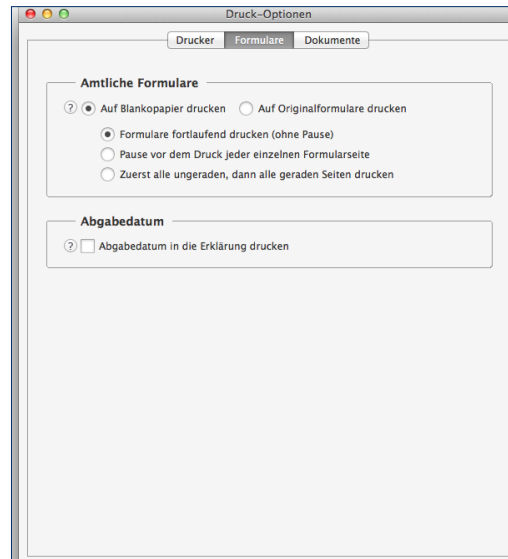 Druck-Optionen
Drucker Formulare Dokumente
Amtliche Formulare
? Auf Blankopapier drucken Auf Originalformulare drucken
Formulare fortlaufend drucken (ohne Pause)
Pause vor dem Druck jeder einzelnen Formularseite
Zuerst alle ungeraden, dann alle geraden Seiten drucken
Abgabedatum
? Abgabedatum in die Erklärung drucken